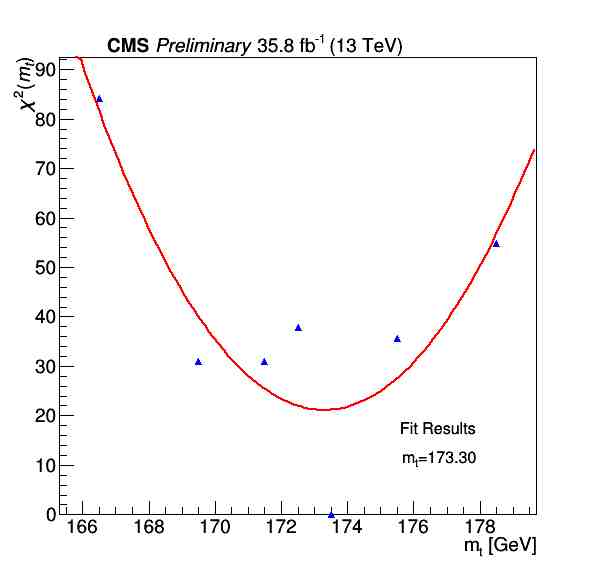 CMS Preliminary 35.8 fb⁻¹ (13 TeV)
χ²(mₜ)
90
80
70
60
50
40
30
20
10
0
Fit Results
mₜ=173.30
166 168 170 172 174 176 178
mₜ [GeV]